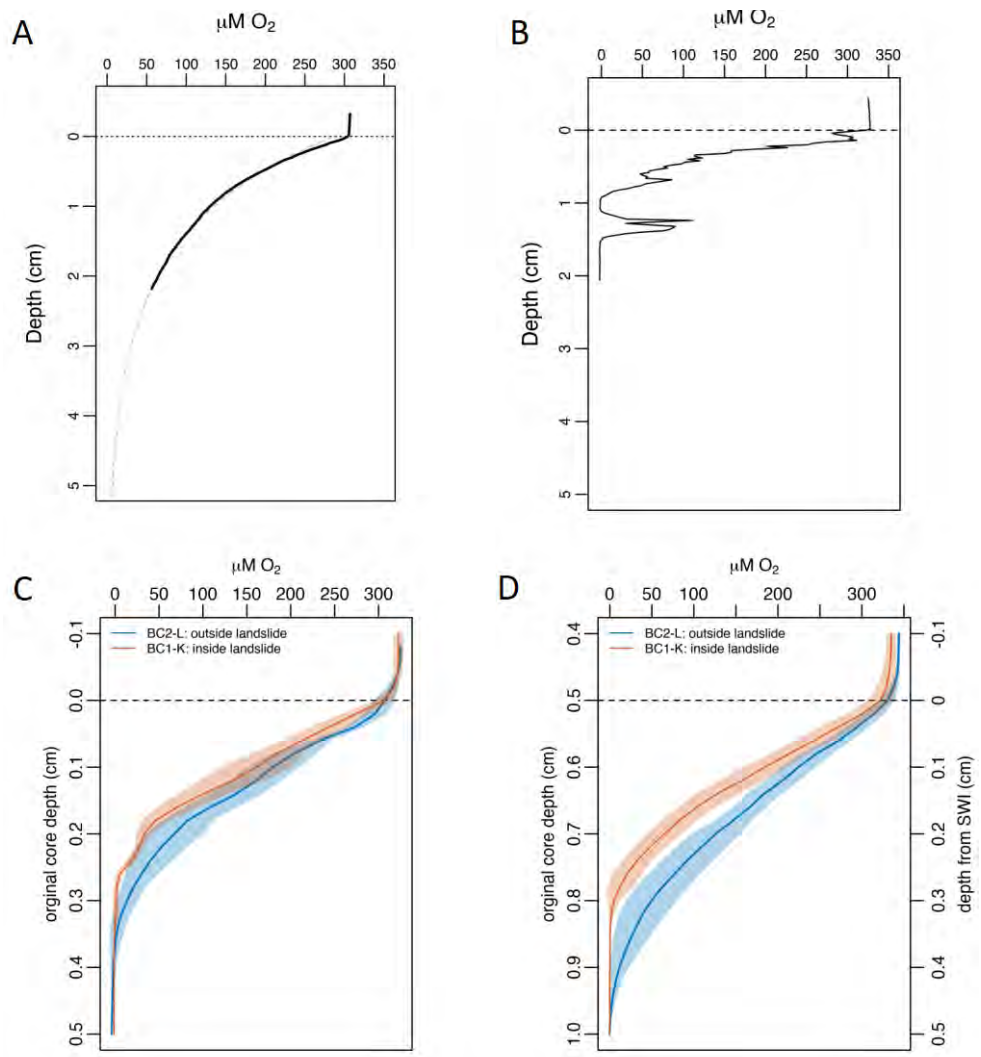 A
μM O2
0 50 100 150 200 250 300 350
Depth (cm)
0
1
2
3
4
5
B
μM O2
0 50 100 150 200 250 300 350
Depth (cm)
0
1
2
3
4
5
C
μM O2
0 50 100 150 200 250 300
BC2-L: outside landslide
BC1-K: inside landslide
orginal core depth (cm)
-0.1
0.0
0.1
0.2
0.3
0.4
0.5
D
μM O2
0 50 100 150 200 250 300
BC2-L: outside landslide
BC1-K: inside landslide
orginal core depth (cm)
0.4
0.5
0.6
0.7
0.8
0.9
1.0
depth from SWI (cm)
-0.1
0
0.1
0.2
0.3
0.4
0.5